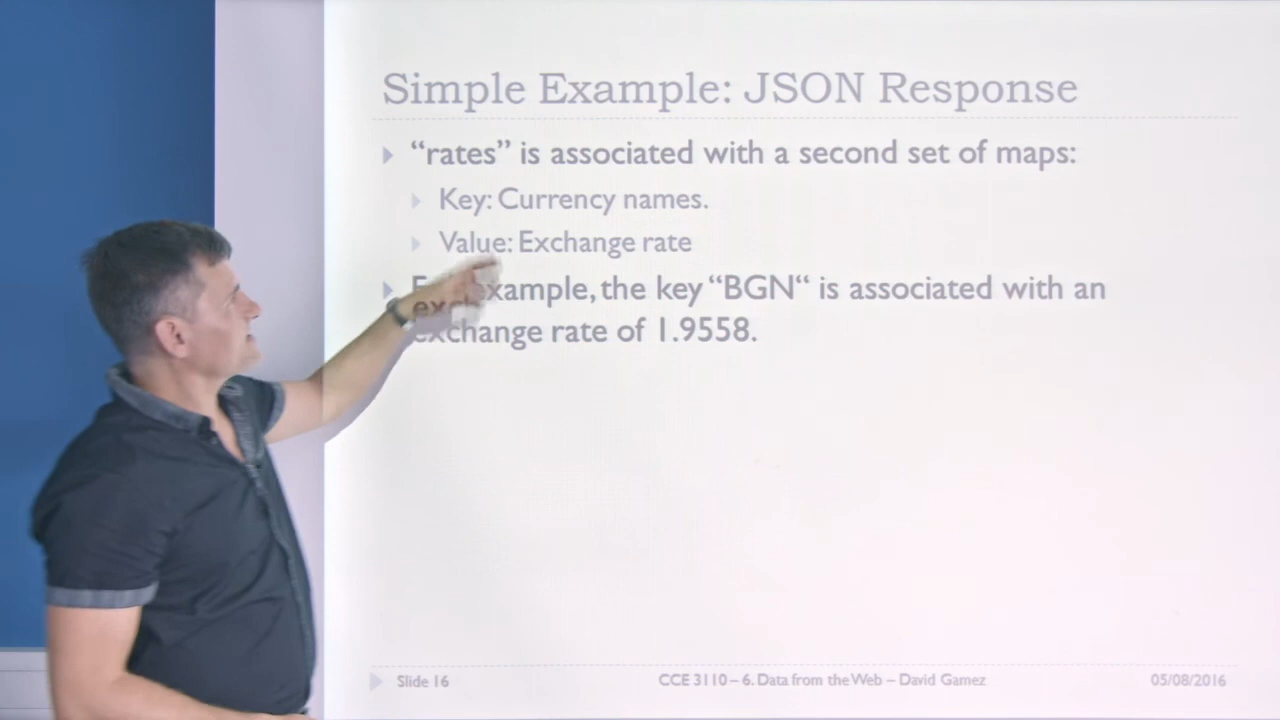 Simple Example: JSON Response
“rates” is associated with a second set of maps:
Key: Currency names.
Value: Exchange rate
example, the key “BGN“ is associated with an
exchange rate of 1.9558.
Slide 16
CCE 3110 – 6. Data from the Web – David Gamez
05/08/2016